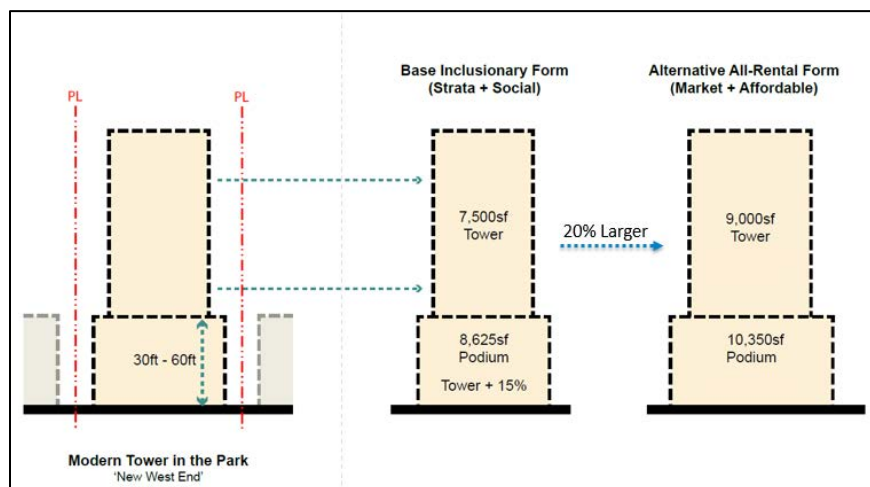 PL
PL
30ft - 60ft
Modern Tower in the Park
'New West End'
Base Inclusionary Form
(Strata + Social)
7,500sf
Tower
8,625sf
Podium
Tower + 15%
20% Larger
Alternative All-Rental Form
(Market + Affordable)
9,000sf
Tower
10,350sf
Podium